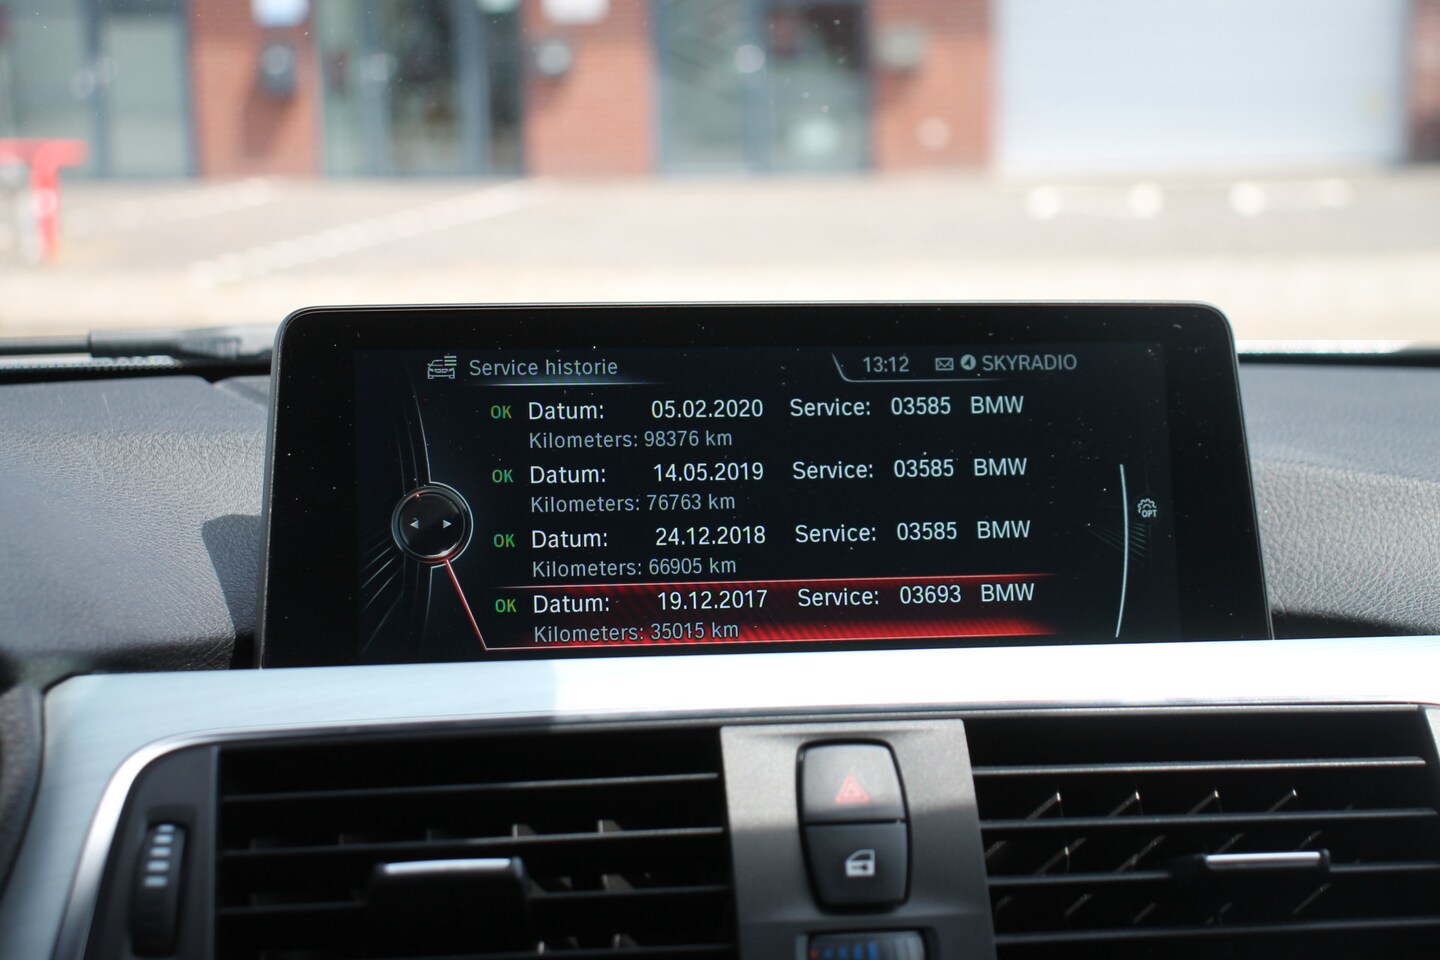 Service historie 13:12 SKYRADIO
OK Datum: 05.02.2020 Service: 03585 BMW
Kilometers: 98376 km
OK Datum: 14.05.2019 Service: 03585 BMW
Kilometers: 76763 km
OPT
OK Datum: 24.12.2018 Service: 03585 BMW
Kilometers: 66905 km
OK Datum: 19.12.2017 Service: 03693 BMW
Kilometers: 35015 km